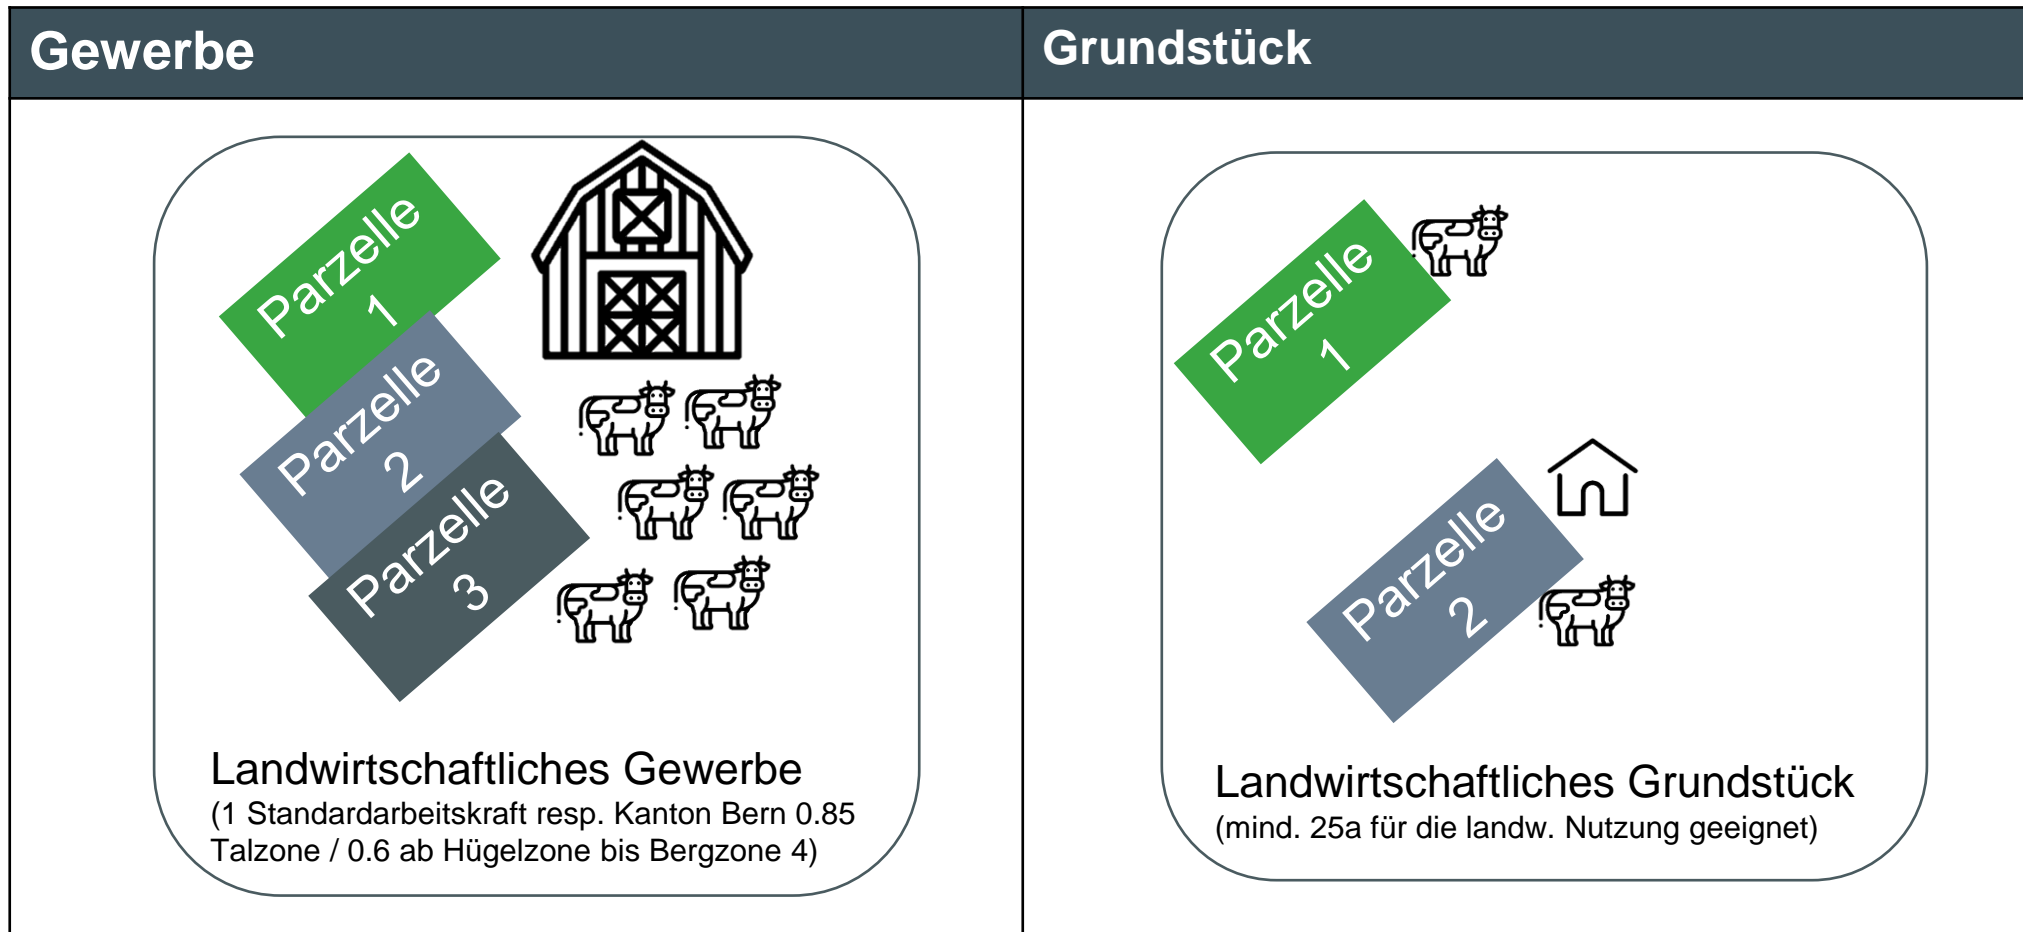 Gewerbe
Grundstück
Parzelle
1
Parzelle
2
Parzelle
3
Landwirtschaftliches Gewerbe
(1 Standardarbeitskraft resp. Kanton Bern 0.85
Talzone / 0.6 ab Hügelzone bis Bergzone 4)
Parzelle
1
Parzelle
2
Landwirtschaftliches Grundstück
(mind. 25a für die landw. Nutzung geeignet)